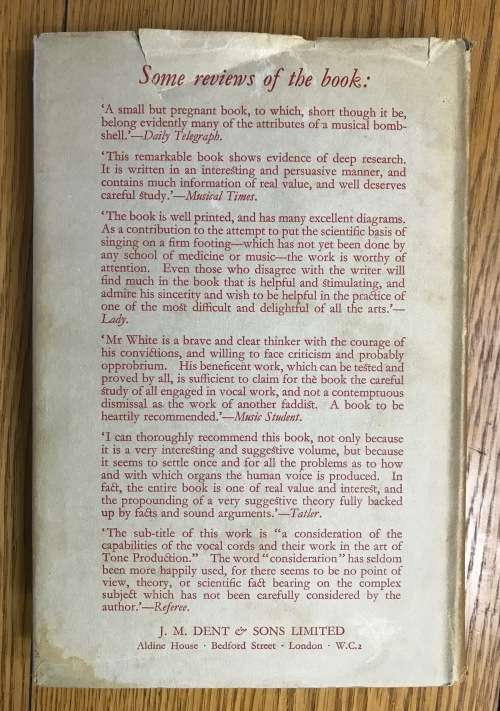 Some reviews of the book:
‘A small but pregnant book, to which, short though it be,
belong evidently many of the attributes of a musical bomb-
shell.’—Daily Telegraph.
‘This remarkable book shows evidence of deep research.
It is written in an interesting and persuasive manner, and
contains much information of real value, and well deserves
careful study.’—Musical Times.
‘The book is well printed, and has many excellent diagrams.
As a contribution to the attempt to put the scientific basis of
singing on a firm footing—which has not yet been done by
any school of medicine or music—the work is worthy of
attention. Even those who disagree with the writer will
find much in the book that is helpful and stimulating, and
admire his sincerity and wish to be helpful in the practice of
one of the most difficult and delightful of all the arts.’—
Lady.
‘Mr White is a brave and clear thinker with the courage of
his convictions, and willing to face criticism and probably
opprobrium. His beneficent work, which can be tested and
proved by all, is sufficient to claim for the book the careful
study of all engaged in vocal work, and not a contemptuous
dismissal as the work of another faddist. A book to be
heartily recommended.’—Music Student.
‘I can thoroughly recommend this book, not only because
it is a very interesting and suggestive volume, but because
it seems to settle once and for all the problems as to how
and with which organs the human voice is produced. In
fact, the entire book is one of real value and interest, and
the propounding of a very suggestive theory fully backed
up by facts and sound arguments.’—Tatler.
‘The sub-title of this work is “a consideration of the
capabilities of the vocal cords and their work in the art of
Tone Production.” The word “consideration” has seldom
been more happily used, for there seems to be no point of
view, theory, or scientific fact bearing on the complex
subject which has not been carefully considered by the
author.’—Referee.
J. M. DENT & SONS LIMITED
Aldine House · Bedford Street · London · W.C.2